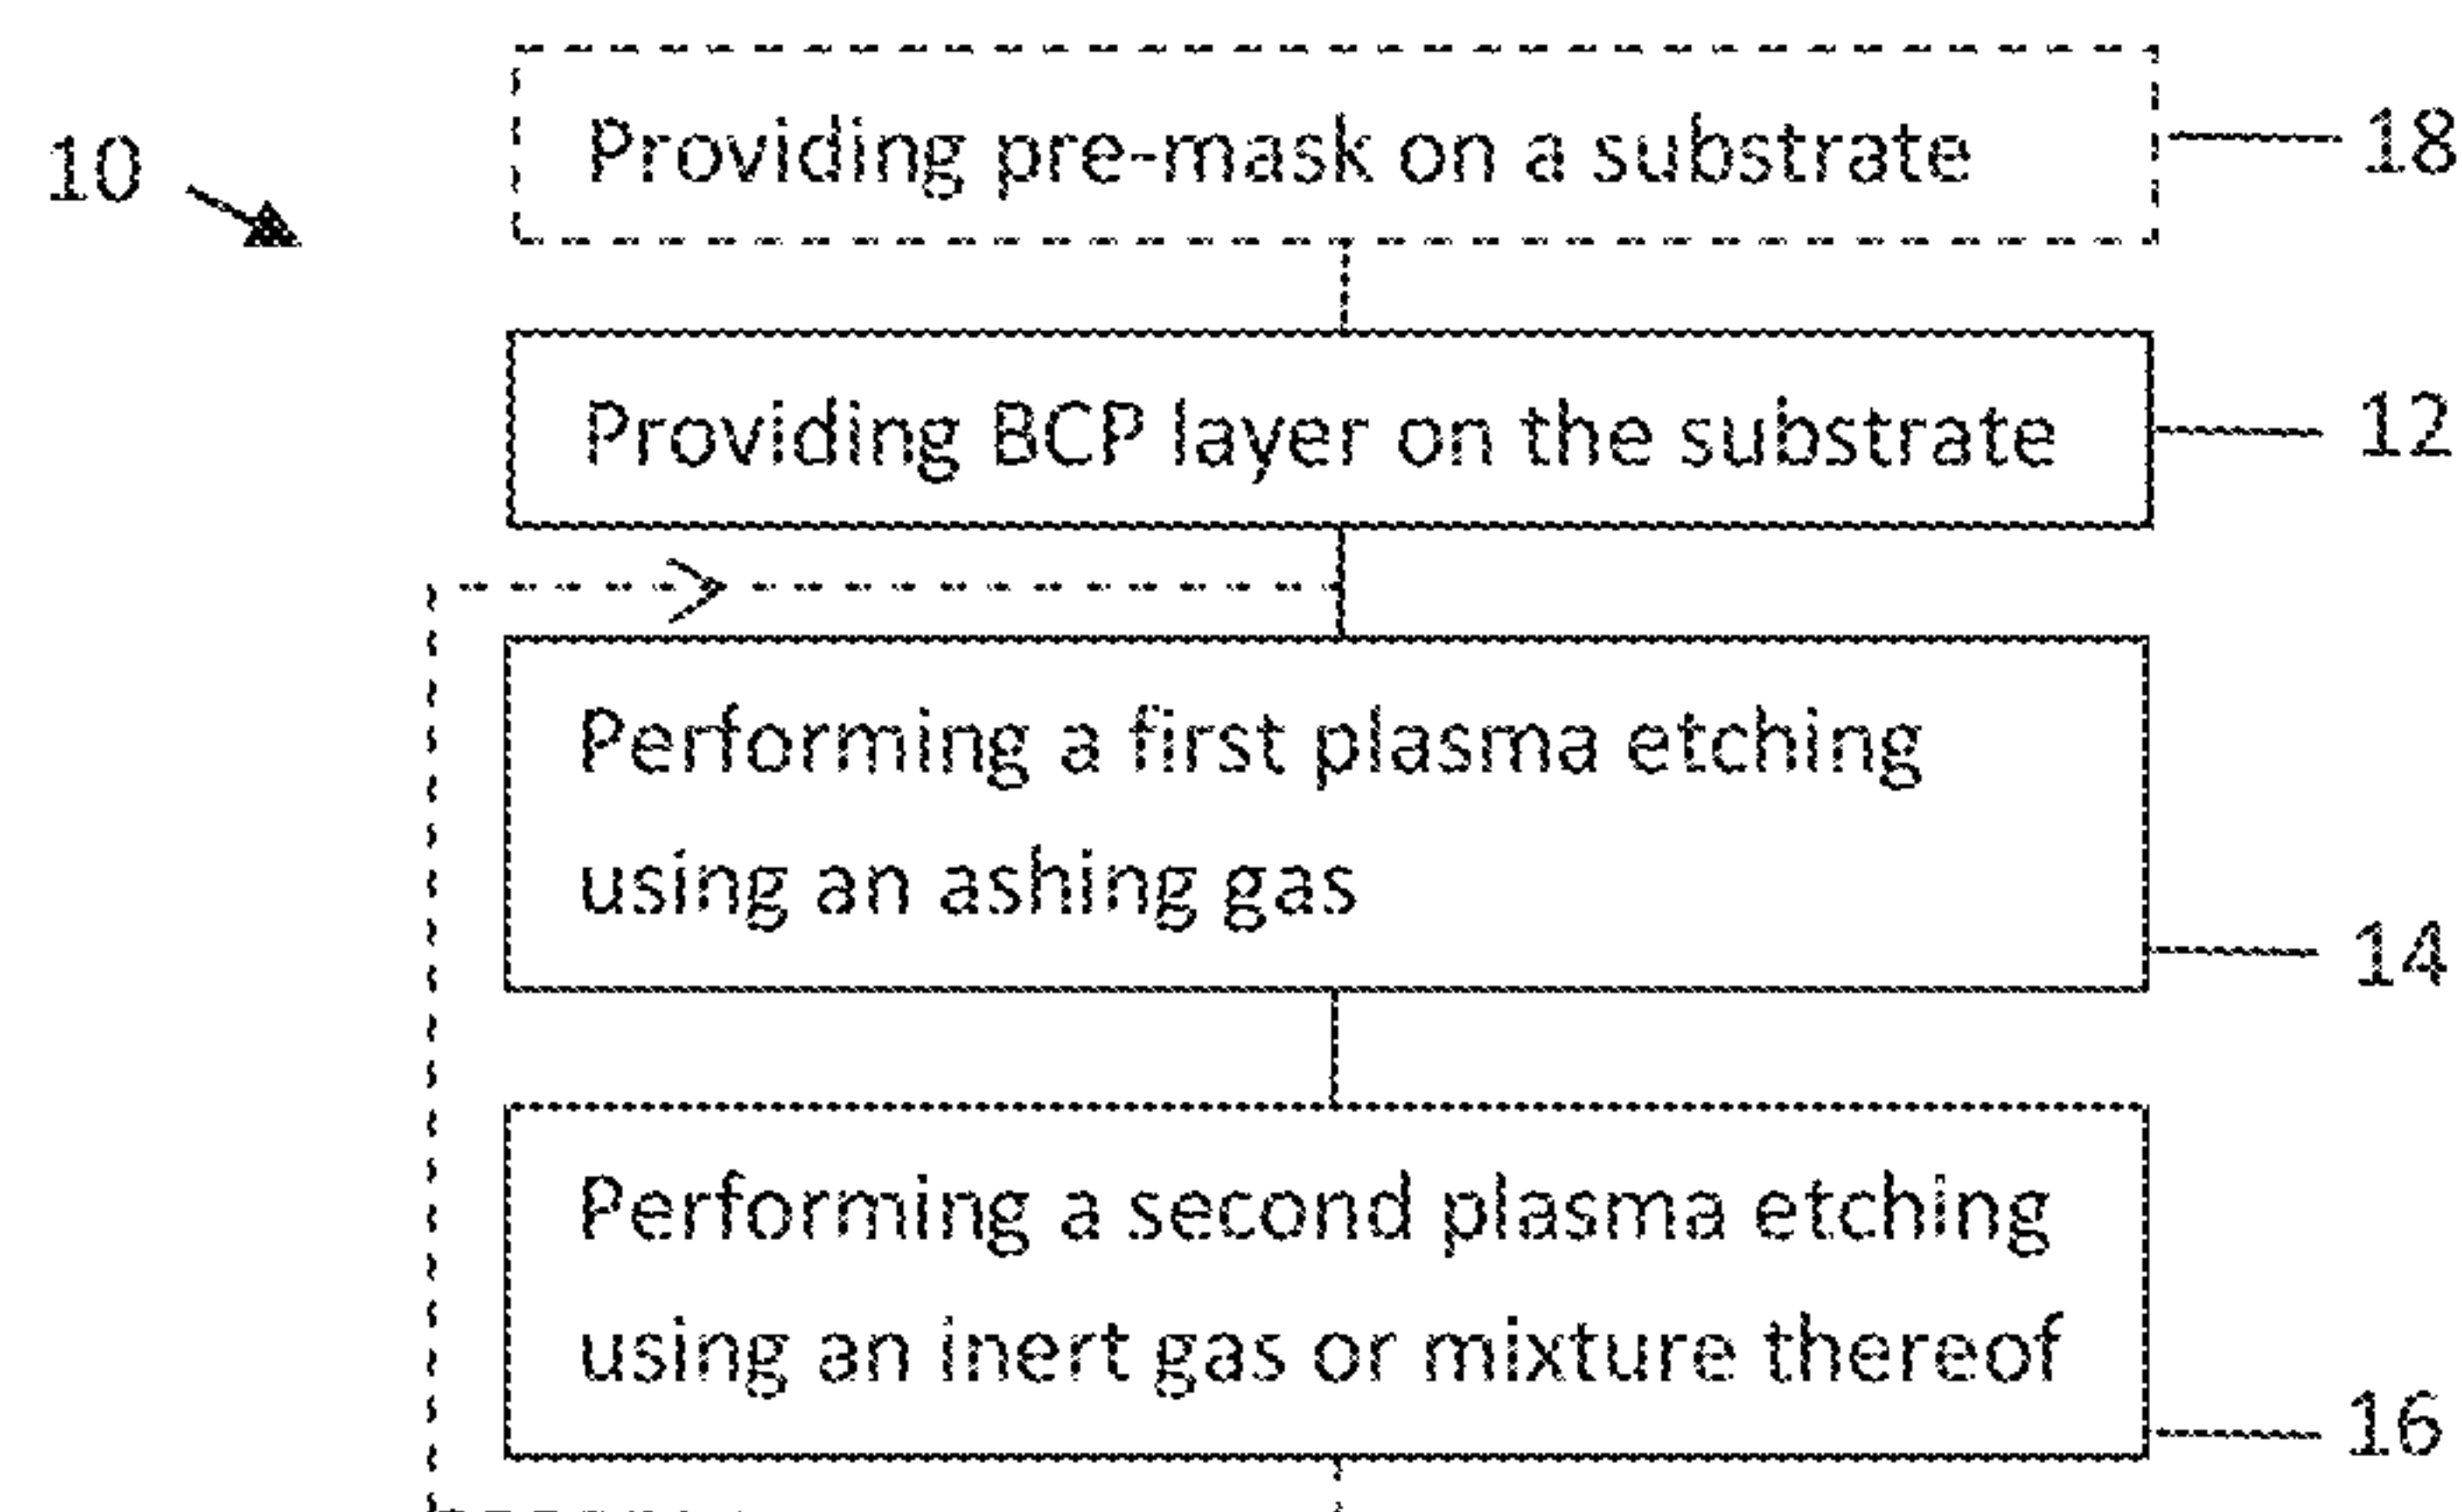 10
Providing pre-mask on a substrate
18
Providing BCP layer on the substrate
12
Performing a first plasma etching
using an ashing gas
14
Performing a second plasma etching
using an inert gas or mixture thereof
16